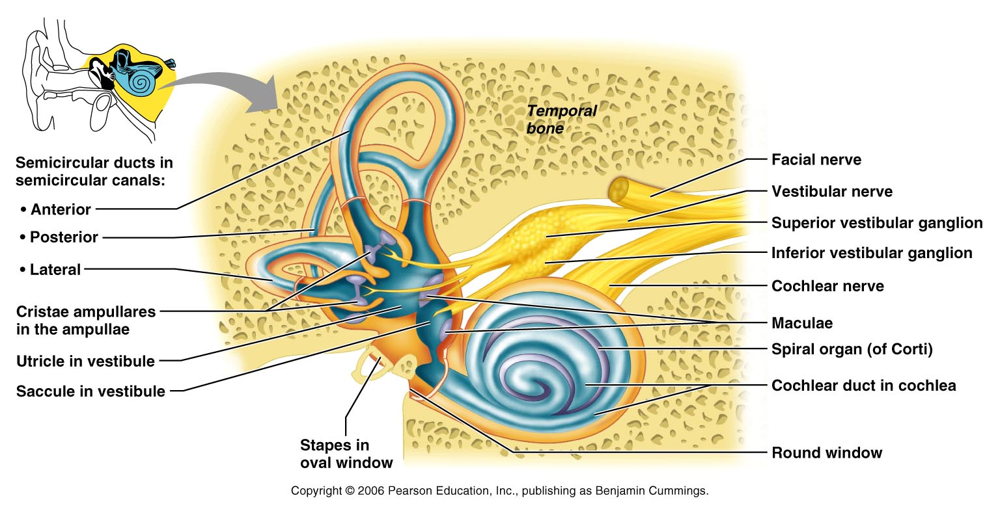 Temporal
bone
Semicircular ducts in
semicircular canals:
• Anterior
• Posterior
• Lateral
Cristae ampullares
in the ampullae
Utricle in vestibule
Saccule in vestibule
Stapes in
oval window
Facial nerve
Vestibular nerve
Superior vestibular ganglion
Inferior vestibular ganglion
Cochlear nerve
Maculae
Spiral organ (of Corti)
Cochlear duct in cochlea
Round window
Copyright © 2006 Pearson Education, Inc., publishing as Benjamin Cummings.